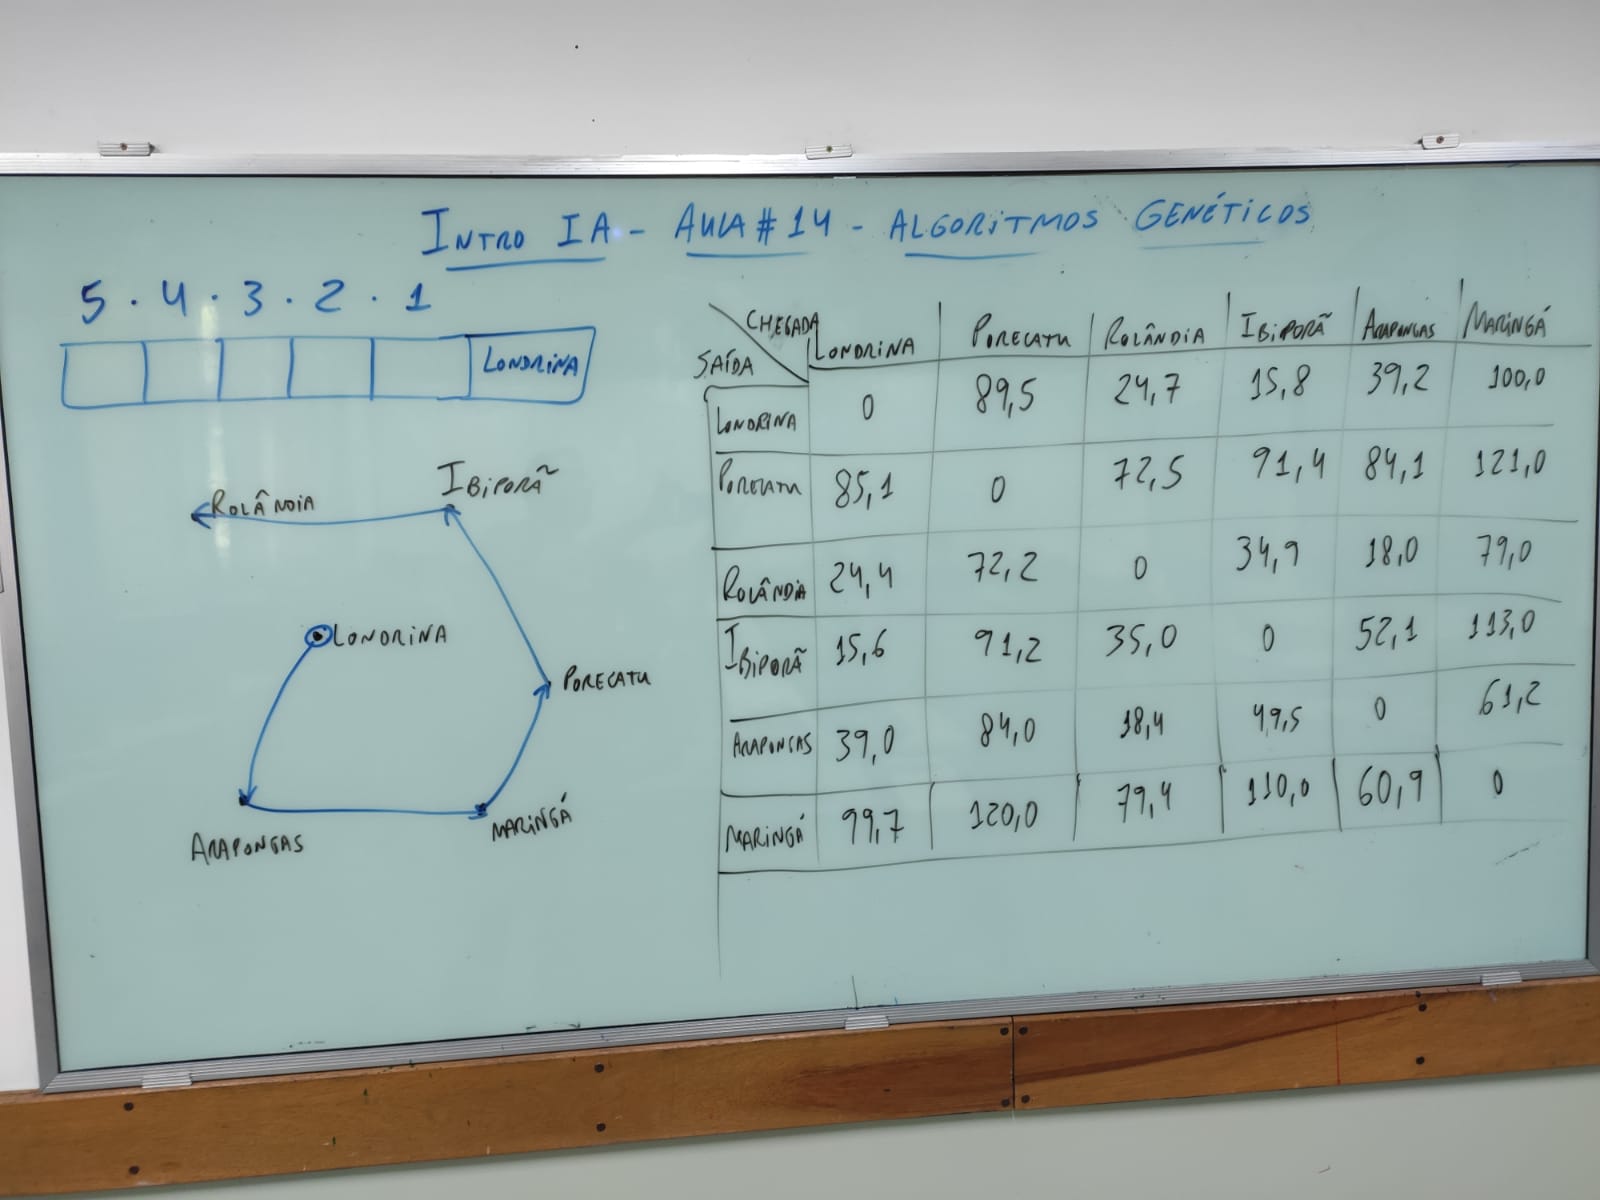 INTRO IA - AULA #14 - ALGORITMOS GENÉTICOS
5 . 4 . 3 . 2 . 1
LONDRINA
ROLÂNDIA
IBIPORÃ
LONDRINA
PORECATU
MARINGÁ
ARAPONGAS
CHEGADA
SAÍDA
LONDRINA PORECATU ROLÂNDIA IBIPORÃ ARAPONGAS MARINGÁ
LONDRINA 0 89,5 24,7 15,8 39,2 100,0
PORECATU 85,1 0 72,5 91,4 84,1 121,0
ROLÂNDIA 24,4 72,2 0 34,9 18,0 79,0
IBIPORÃ 15,6 91,2 35,0 0 52,1 113,0
ARAPONGAS 39,0 84,0 18,4 49,5 0 61,2
MARINGÁ 99,7 120,0 79,4 110,0 60,9 0